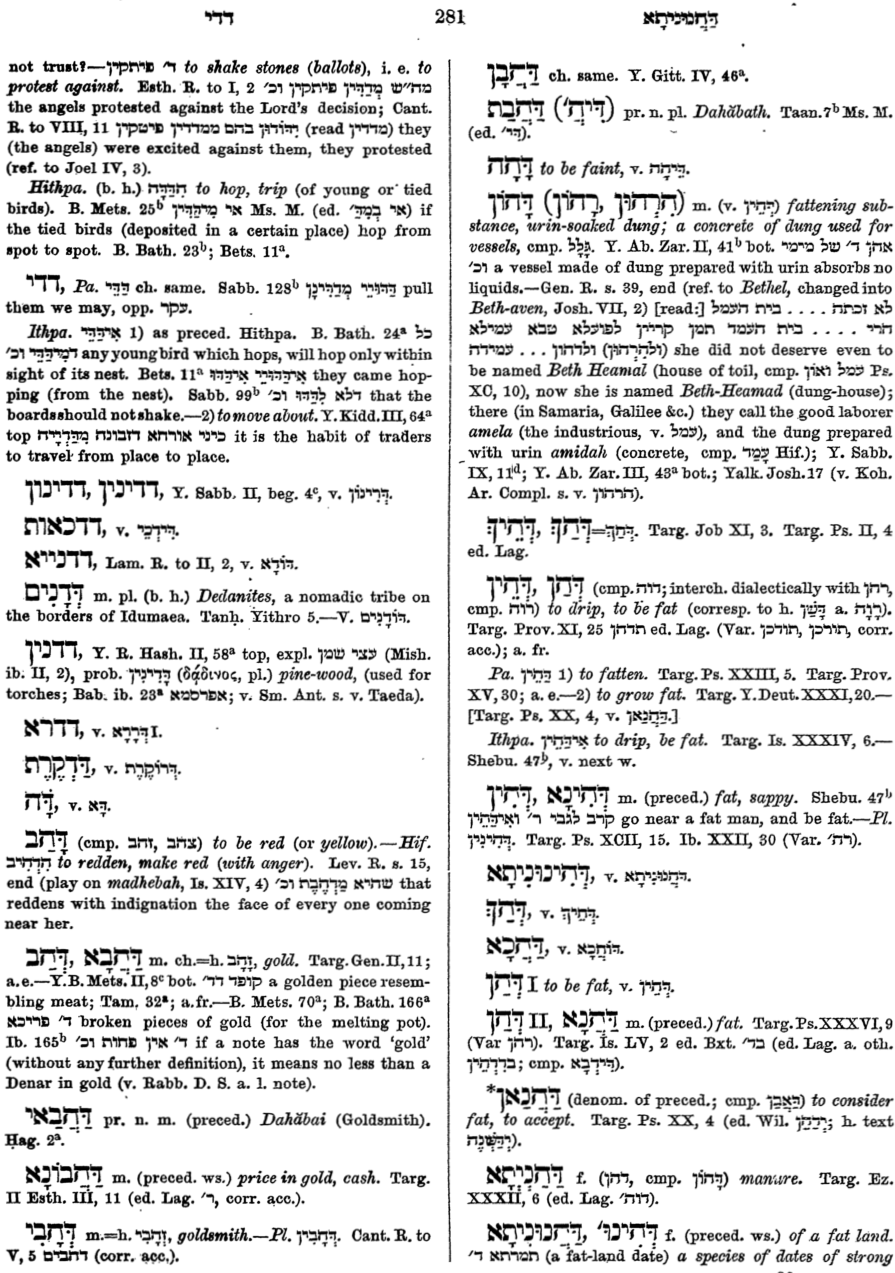 דדי 281 דַּחֲנוּנִיתָא
not trust?—ד׳ פיתקין to shake stones (ballots), i. e. to
protest against. Esth. R. to I, 2 מה״ש מְדַדִּין פיתקין וכ׳
the angels protested against the Lord's decision; Cant.
R. to VIII, 11 בהם ממדדין פיטקין (read מדדין) they
(the angels) were excited against them, they protested
(ref. to Joel IV, 3).
Hithpa. (b. h.) to hop, trip (of young or tied
birds). B. Mets. 25b אי מִידַּדִּין Ms. M. (ed. אי בְּמְדַ׳) if
the tied birds (deposited in a certain place) hop from
spot to spot. B. Bath. 23b; Bets. 11a.
דדי, Pa. דַּדֵּי ch. same. Sabb. 128b דַּדּוּיֵי מְדַדִּינָן pull
them we may, opp. עקר.
Ithpa. אִידַּדֵּי 1) as preced. Hithpa. B. Bath. 24a כל
דמִידַּדֵּי וכ׳ any young bird which hops, will hop only within
sight of its nest. Bets. 11a אִידַּדּוּיֵי אִידַּדּוּ they came hop-
ping (from the nest). Sabb. 99b דלא לִדַּדּוּ וכ׳ that the
boards should not shake.—2) to move about. Y. Kidd. III, 64a
top כיני אורחא דזבונה מִדַּדְיָיה it is the habit of traders
to travel from place to place.
דדינין, דדינון, Y. Sabb. II, beg. 4c, v. דְּרִינוֹן.
דדכאות, v. דִּידְכֵי.
דדנייא, Lam. R. to II, 2, v. דּוֹדָא.
דְּדָנִים m. pl. (b. h.) Dedanites, a nomadic tribe on
the borders of Idumaea. Tanḥ. Yithro 5.—V. דּוֹדָנִים.
דדנין, Y. R. Hash. II, 58a top, expl. עצי שמן (Mish.
ib. II, 2), prob. דָּדִינִין (δάδινος, pl.) pine-wood, (used for
torches; Bab. ib. 23a אפרסמא; v. Sm. Ant. s. v. Taeda).
דדרא, v. דְּרָרָא I.
דַּדְקֶרֶת, v. דְּרוֹקֶרֶת.
דָּה, v. דָּא.
דָּהַב (cmp. זהב, צהב) to be red (or yellow).—Hif.
הִדְהִיב to redden, make red (with anger). Lev. R. s. 15,
end (play on madhebah, Is. XIV, 4) שהיא מַדְהֶבֶת וכ׳ that
reddens with indignation the face of every one coming
near her.
דְּהַב, דַּהֲבָא m. ch.=h. זָהָב, gold. Targ. Gen. II, 11;
a. e.—Y. B. Mets. II, 8c bot. קופד דד׳ a golden piece resem-
bling meat; Tam. 32a; a. fr.—B. Mets. 70a; B. Bath. 166a
ד׳ פריכא broken pieces of gold (for the melting pot).
Ib. 165b ד׳ אין פחות וכ׳ if a note has the word 'gold'
(without any further definition), it means no less than a
Denar in gold (v. Rabb. D. S. a. l. note).
דַּהֲבַאי pr. n. m. (preced.) Dahăbai (Goldsmith).
Ḥag. 2a.
דַּהֲבוֹנָא m. (preced. ws.) price in gold, cash. Targ.
II Esth. III, 11 (ed. Lag. ר׳, corr. acc.).
דַּהֲבִי m.=h. זְהָבִי, goldsmith.—Pl. דַּהֲבִין. Cant. R. to
V, 5 דהבים (corr. acc.).
דַּהֲבָן ch. same. Y. Gitt. IV, 46a.
דַּהֲבַת (דִּיהֲ׳) pr. n. pl. Dahăbath. Taan. 7b Ms. M.
(ed. הי׳).
דָּהָה to be faint, v. דֵּיהָה.
דָּהוֹן (רָהוֹן, הִרְהוּן) m. (v. דְּהֵין) fattening sub-
stance, urin-soaked dung; a concrete of dung used for
vessels, cmp. גָּלָל. Y. Ab. Zar. II, 41b bot. אהן ד׳ של מימי
וכ׳ a vessel made of dung prepared with urin absorbs no
liquids.—Gen. R. s. 39, end (ref. to Bethel, changed into
Beth-aven, Josh. VII, 2) [read:] לא זכתה .... בית העמל
הרי .... בית העמד תמן קריין לפועלא טבא עמילא
ולדהון ... עמידה (ולהִרְהוּן) she did not deserve even to
be named Beth Heamal (house of toil, cmp. עמל ואון Ps.
XC, 10), now she is named Beth-Heamad (dung-house);
there (in Samaria, Galilee &c.) they call the good laborer
amela (the industrious, v. עמל), and the dung prepared
with urin amidah (concrete, cmp. עָמַד Hif.); Y. Sabb.
IX, 11d; Y. Ab. Zar. III, 43a bot.; Yalk. Josh. 17 (v. Koh.
Ar. Compl. s. v. הרהון).
דְּהֵיךְ, דְּהַךְ=דְּחַךְ. Targ. Job XI, 3. Targ. Ps. II, 4
ed. Lag.
דְּהֵין, דְּהַן (cmp. דוה; interch. dialectically with רהן,
cmp. רוה) to drip, to be fat (corresp. to h. דָּשֵׁן a. רָוָה).
Targ. Prov. XI, 25 תדהן ed. Lag. (Var. תודכן, תורכן, corr.
acc.); a. fr.
Pa. דַּהֵין 1) to fatten. Targ. Ps. XXIII, 5. Targ. Prov.
XV, 30; a. e.—2) to grow fat. Targ. Y. Deut. XXXI, 20.—
[Targ. Ps. XX, 4, v. דַּהֲנַאן.]
Ithpa. אִידַּהֵין to drip, be fat. Targ. Is. XXXIV, 6.—
Shebu. 47b, v. next w.
דְּהִין, דְּהִינָא m. (preced.) fat, sappy. Shebu. 47b
קרב לגבי ד׳ ואִידַּהֵין go near a fat man, and be fat.—Pl.
דְּהִינִין. Targ. Ps. XCII, 15. Ib. XXII, 30 (Var. רה׳).
דְּהִינוּנִיתָא, v. דַּהֲנוּנִיתָא.
דְּהַךְ, v. דְּהֵיךְ.
דַּהֲכָא, v. דּוֹחֲכָא.
דְּהַן I to be fat, v. דְּהֵין.
דְּהַן II, דַּהֲנָא m. (preced.) fat. Targ. Ps. XXXVI, 9
(Var רהן). Targ. Is. LV, 2 ed. Bxt. בד׳ (ed. Lag. a. oth.
בדדהין; cmp. דִּידְבָא).
*דַּהֲנַאן (denom. of preced.; cmp. דַּאֲבַן) to consider
fat, to accept. Targ. Ps. XX, 4 (ed. Wil. יְדַהֵן; h. text
יְדַשְּׁנֶה).
דַּהֲנִיתָא f. (דהן, cmp. דָּהוֹן) manure. Targ. Ez.
XXXII, 6 (ed. Lag. דוה׳).
דַּהֲנוּנִיתָא, דְּהִינוּ׳ f. (preced. ws.) of a fat land.
תמרתא ד׳ (a fat-land date) a species of dates of strong